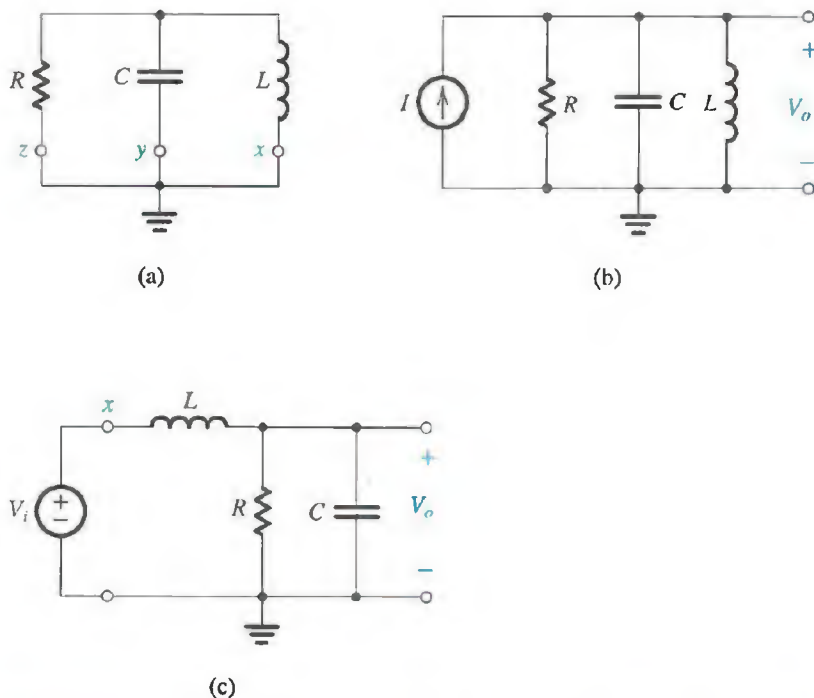 R C L
z y x
(a)
I R C L + V_o −
(b)
x L
V_i + − R C + V_o −
(c)